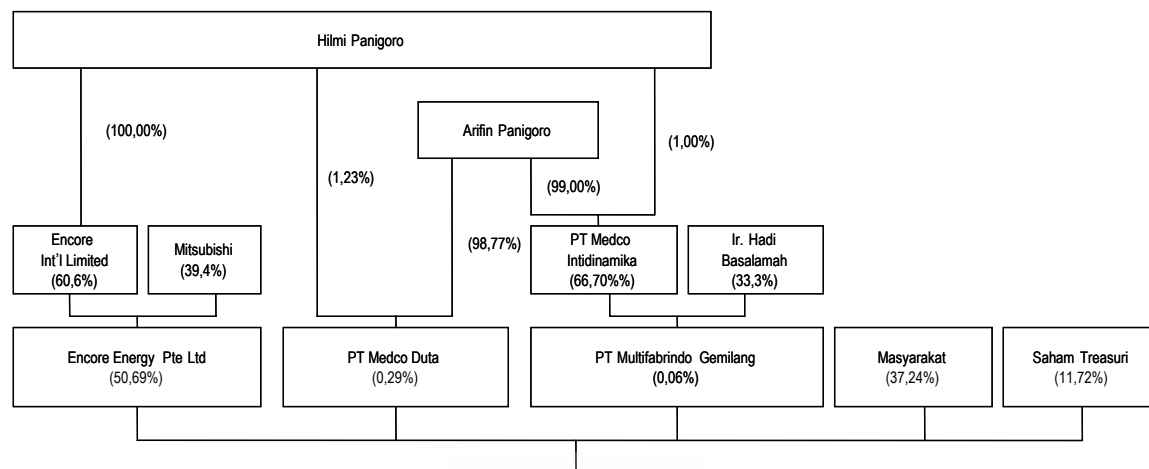 Hilmi Panigoro
(100,00%)
Arifin Panigoro
(1,00%)
(1,23%)
(99,00%)
(98,77%)
Encore
Int'l Limited
(60,6%)
Mitsubishi
(39,4%)
PT Medco
Intidinamika
(66,70%%)
Ir. Hadi
Basalamah
(33,3%)
Encore Energy Pte Ltd
(50,69%)
PT Medco Duta
(0,29%)
PT Multifabrindo Gemilang
(0,06%)
Masyarakat
(37,24%)
Saham Treasuri
(11,72%)